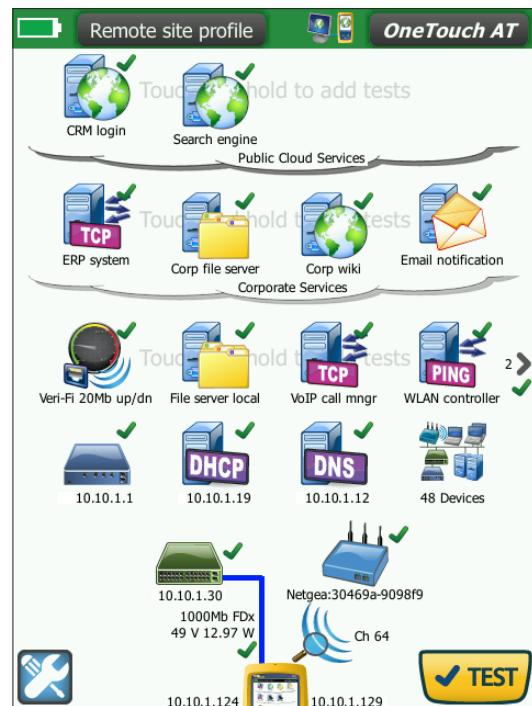 Remote site profile
OneTouch AT
Touch and hold to add tests
CRM login
Search engine
Public Cloud Services
Touch hold tests
TCP
ERP system
Corp file server
Corp wiki
Email notification
Corporate Services
Touch hold tests
TCP
PING
2
Veri-Fi 20Mb up/dn
File server local
VoIP call mngr
WLAN controller
DHCP
DNS
10.10.1.1
10.10.1.19
10.10.1.12
48 Devices
10.10.1.30
Netgea:30469a-9098f9
1000Mb FDx
49 V 12.97 W
Ch 64
TEST
10.10.1.124
10.10.1.129